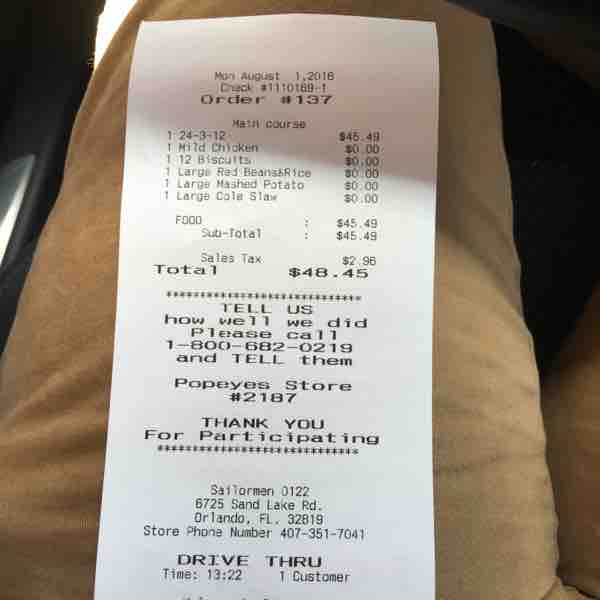 Mon August 1,2016
Check #1110169-1
Order #137
Main course
1 24-3-12 $45.49
1 Mild Chicken $0.00
1 12 Biscuits $0.00
1 Large Red Beans&Rice $0.00
1 Large Mashed Potato $0.00
1 Large Cole Slaw $0.00
FOOD : $45.49
Sub-Total : $45.49
Sales Tax $2.96
Total $48.45
******************************
TELL US
how well we did
Please call
1-800-682-0219
and TELL them
Popeyes Store
#2187
THANK YOU
For Participating
******************************
Sailormen 0122
6725 Sand Lake Rd.
Orlando, FL. 32819
Store Phone Number 407-351-7041
DRIVE THRU
Time: 13:22 1 Customer